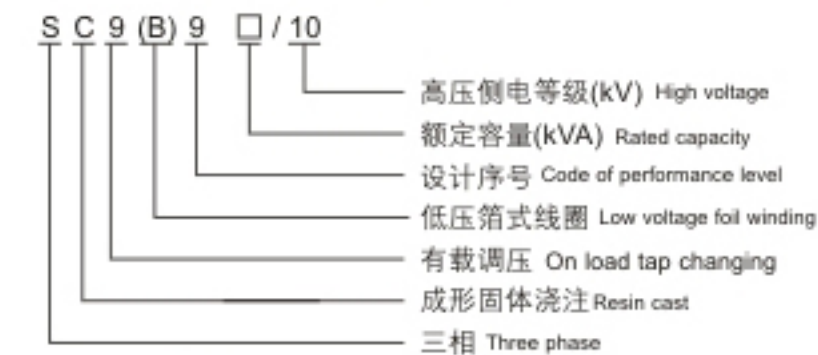 S C 9 (B) 9 □ / 10
高压侧电等级(kV) High voltage
额定容量(kVA) Rated capacity
设计序号 Code of performance level
低压箔式线圈 Low voltage foil winding
有载调压 On load tap changing
成形固体浇注 Resin cast
三相 Three phase